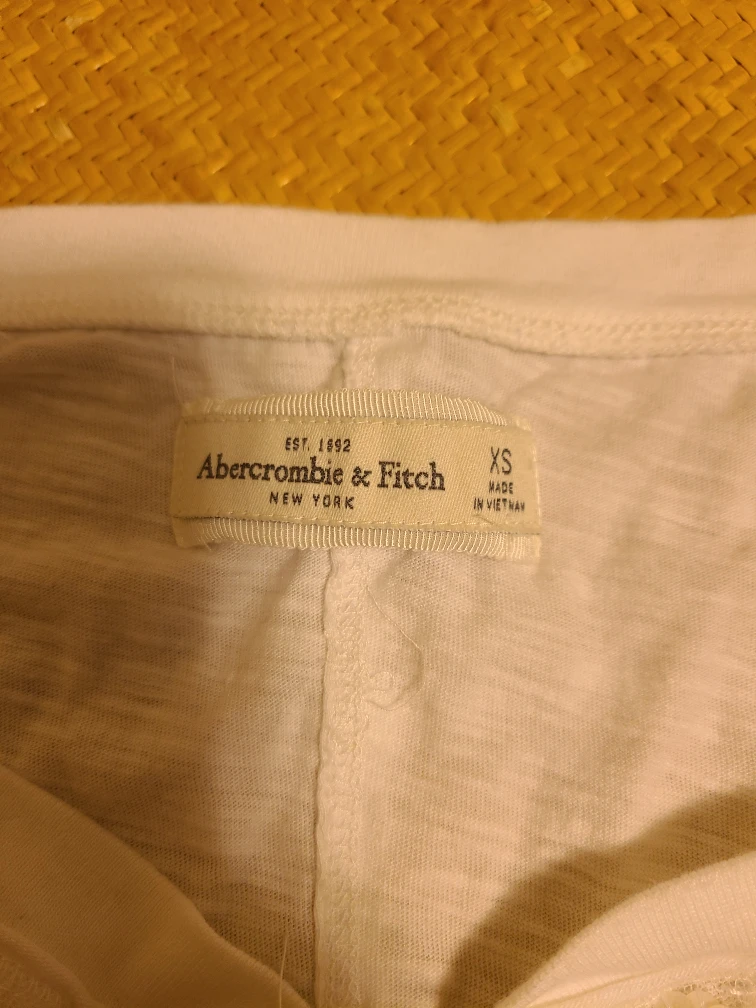 EST. 1892
Abercrombie & Fitch
NEW YORK
XS
MADE
IN VIETNAM